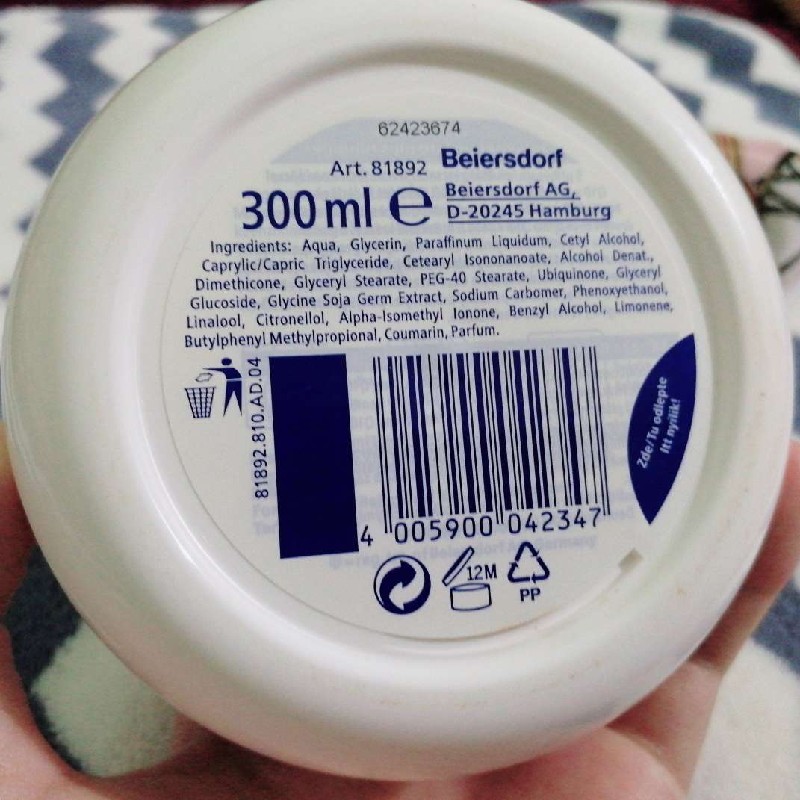 62423674
Art. 81892 Beiersdorf
300 ml e Beiersdorf AG,
D-20245 Hamburg
Ingredients: Aqua, Glycerin, Paraffinum Liquidum, Cetyl Alcohol,
Caprylic/Capric Triglyceride, Cetearyl Isononanoate, Alcohol Denat.,
Dimethicone, Glyceryl Stearate, PEG-40 Stearate, Ubiquinone, Glyceryl
Glucoside, Glycine Soja Germ Extract, Sodium Carbomer, Phenoxyethanol,
Linalool, Citronellol, Alpha-Isomethyl Ionone, Benzyl Alcohol, Limonene,
Butylphenyl Methylpropional, Coumarin, Parfum.
81892.810.AD.04
Zde/Tu odlepte
Itt nyílik!
4 005900 042347
12M
PP